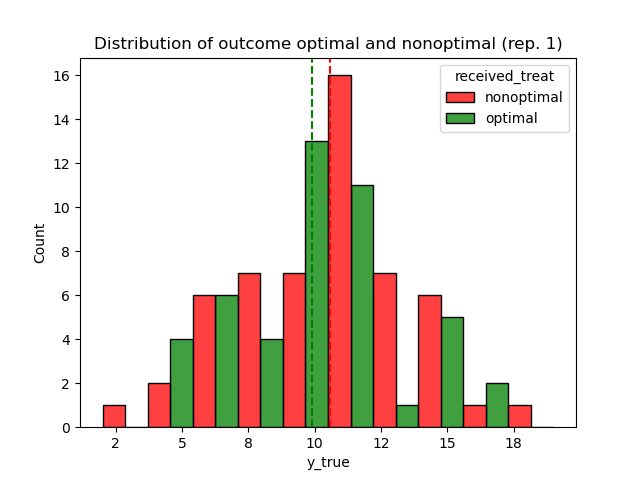 Distribution of outcome optimal and nonoptimal (rep. 1)
received_treat
nonoptimal
optimal
16
14
12
10
8
6
4
2
0
Count
2 5 8 10 12 15 18
y_true